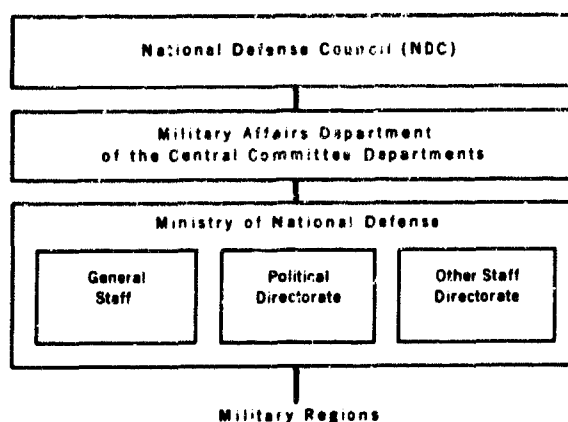 National Defense Council (NDC)
Military Affairs Department
of the Central Committee Departments
Ministry of National Defense
General
Staff
Political
Directorate
Other Staff
Directorate
Military Regions